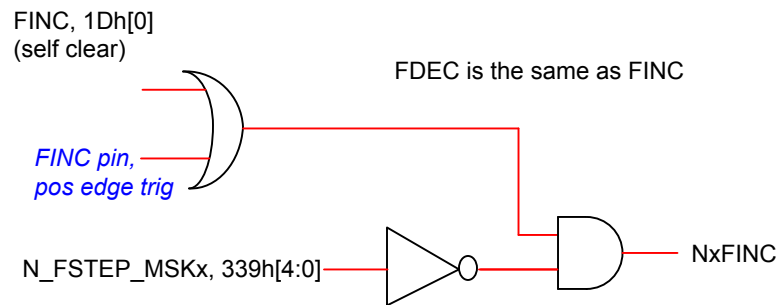 FINC, 1Dh[0]
(self clear)
FDEC is the same as FINC
FINC pin,
pos edge trig
N_FSTEP_MSKx, 339h[4:0]
NxFINC